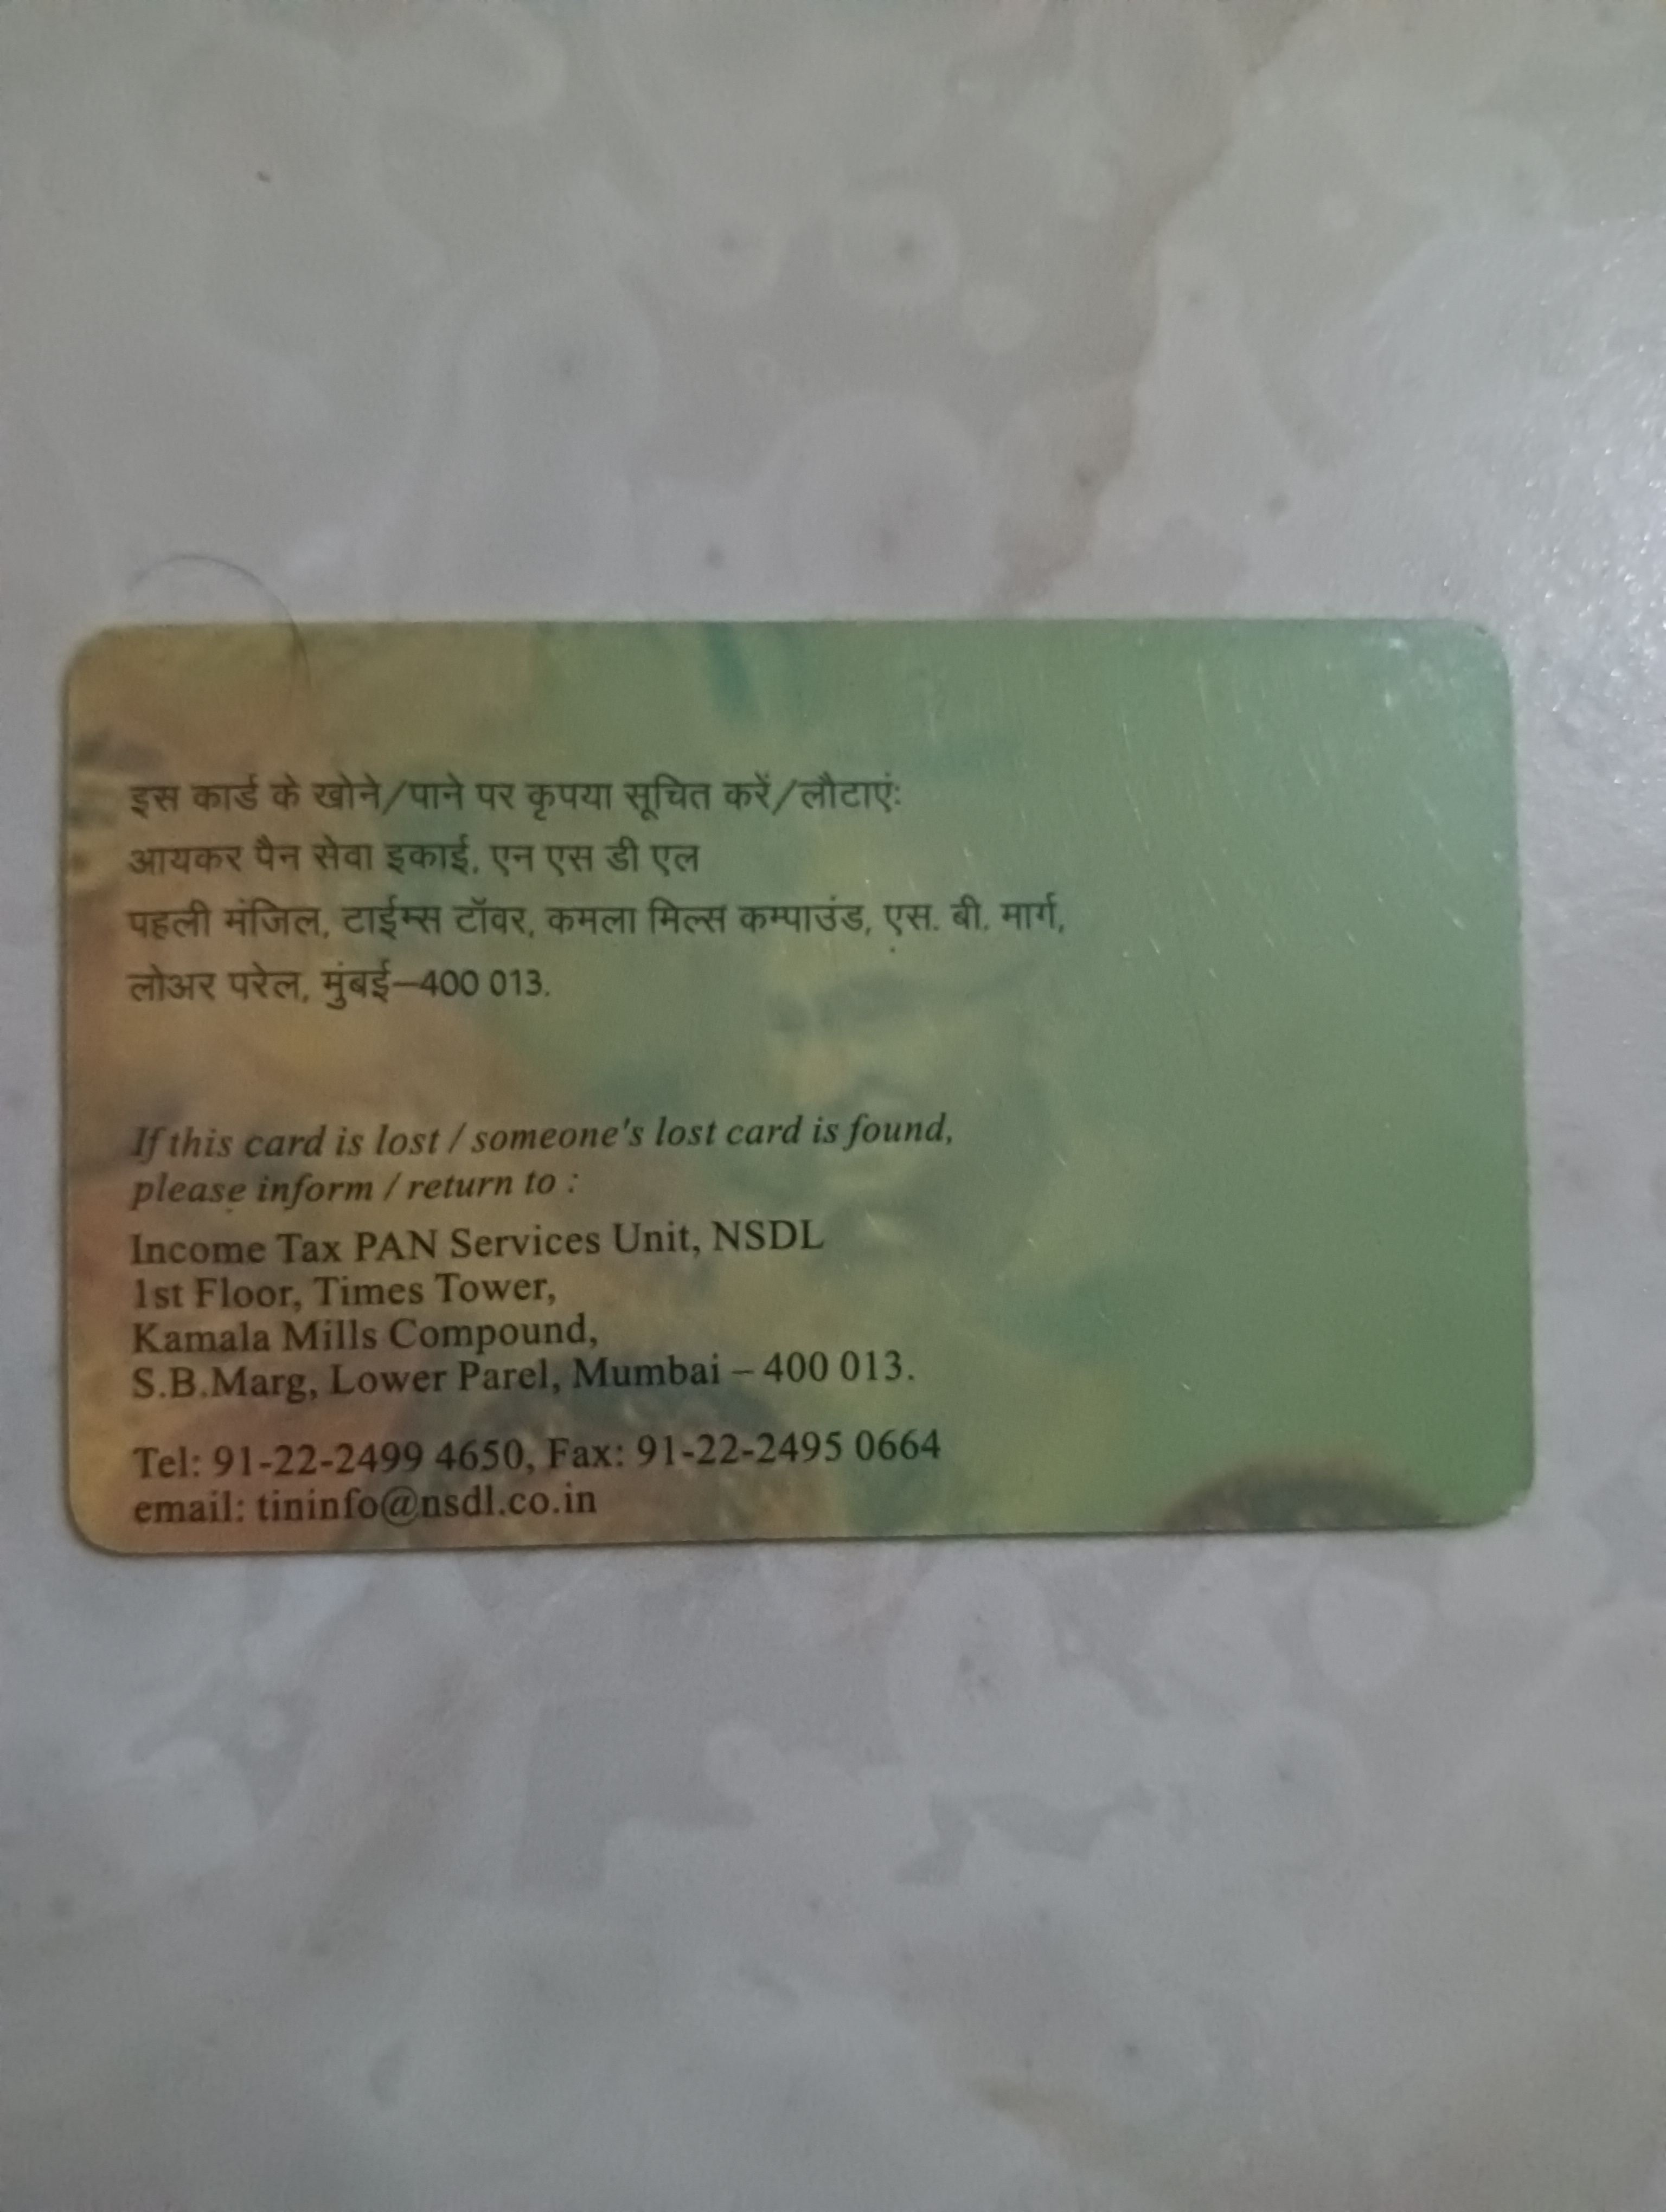 इस कार्ड के खोने/पाने पर कृपया सूचित करें/लौटाएं:
आयकर पैन सेवा इकाई, एन एस डी एल
पहली मंजिल, टाईम्स टॉवर, कमला मिल्स कम्पाउंड, एस. बी. मार्ग,
लोअर परेल, मुंबई–400 013.
If this card is lost / someone's lost card is found,
please inform / return to :
Income Tax PAN Services Unit, NSDL
1st Floor, Times Tower,
Kamala Mills Compound,
S.B.Marg, Lower Parel, Mumbai – 400 013.
Tel: 91-22-2499 4650, Fax: 91-22-2495 0664
email: tininfo@nsdl.co.in